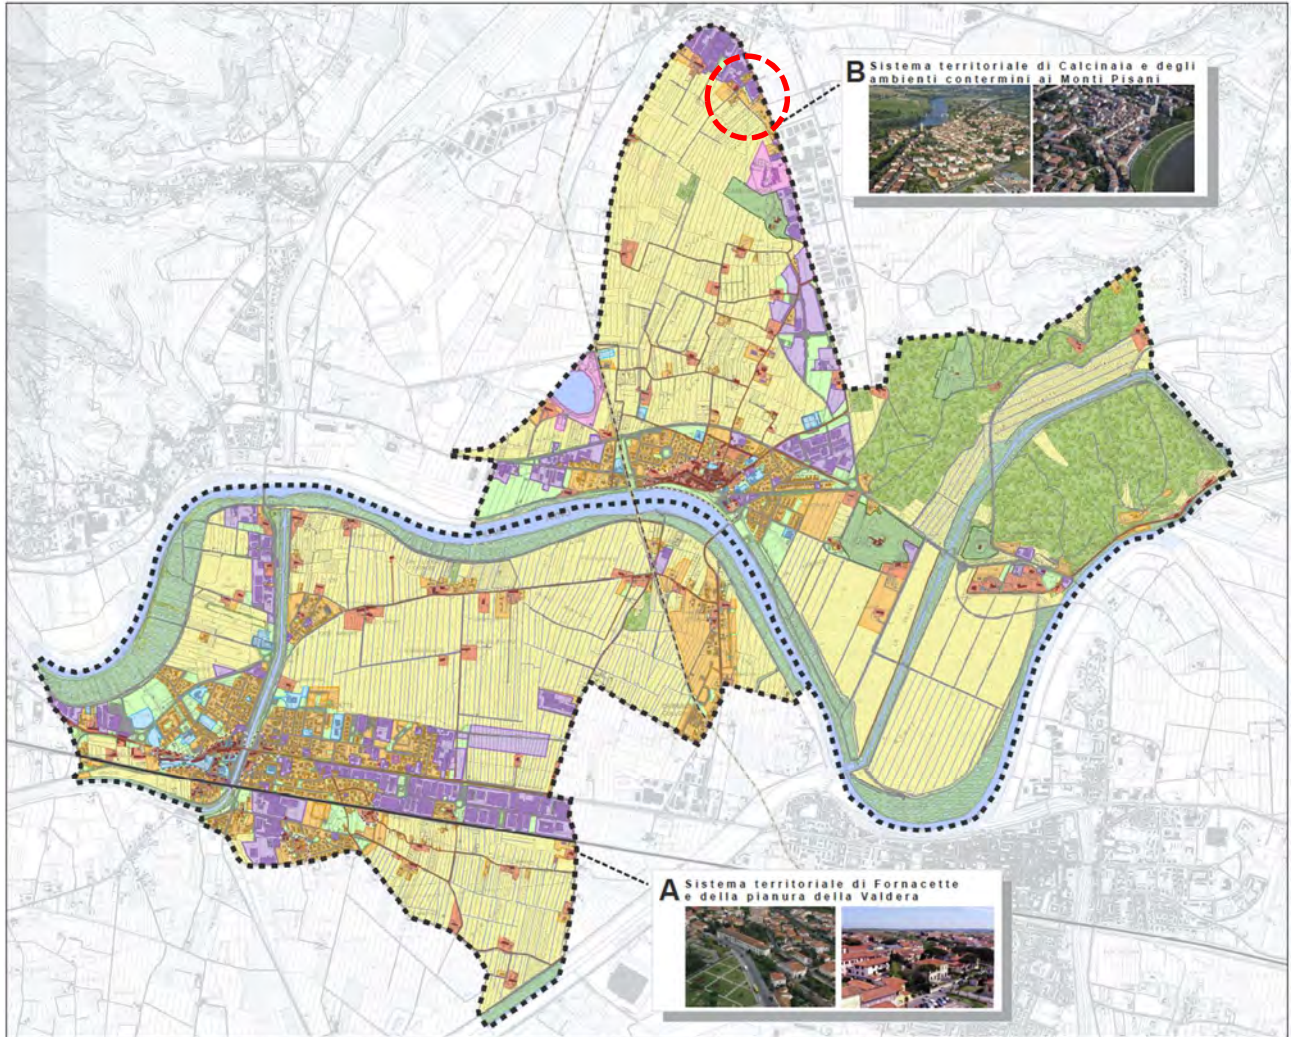 B Sistema territoriale di Calcinaia e degli
ambienti contermini ai Monti Pisani
A Sistema territoriale di Fornacette
e della pianura della Valdera